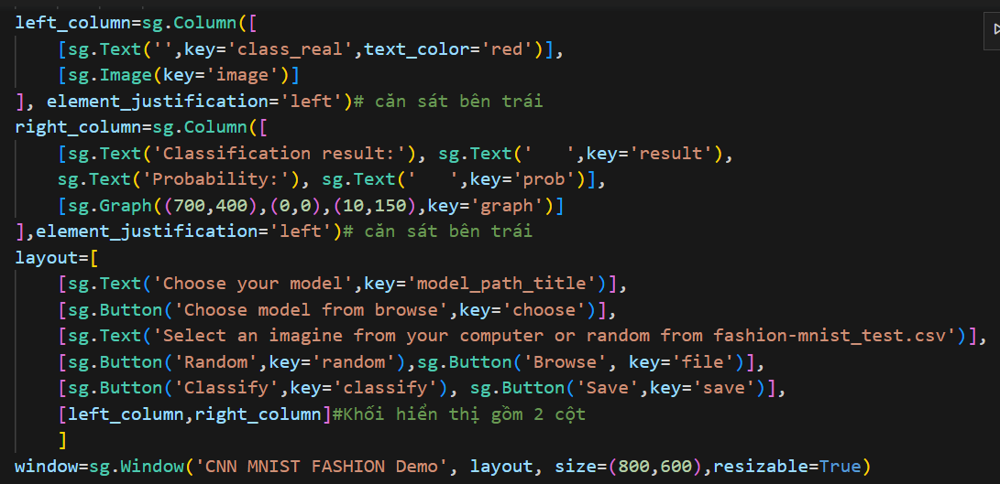 left_column=sg.Column([
    [sg.Text('',key='class_real',text_color='red')],
    [sg.Image(key='image')]
], element_justification='left')# căn sát bên trái
right_column=sg.Column([
    [sg.Text('Classification result:'), sg.Text('   ',key='result'),
    sg.Text('Probability:'), sg.Text('   ',key='prob')],
    [sg.Graph((700,400),(0,0),(10,150),key='graph')]
],element_justification='left')# căn sát bên trái
layout=[
    [sg.Text('Choose your model',key='model_path_title')],
    [sg.Button('Choose model from browse',key='choose')],
    [sg.Text('Select an imagine from your computer or random from fashion-mnist_test.csv')],
    [sg.Button('Random',key='random'),sg.Button('Browse', key='file')],
    [sg.Button('Classify',key='classify'), sg.Button('Save',key='save')],
    [left_column,right_column]#Khối hiển thị gồm 2 cột
    ]
window=sg.Window('CNN MNIST FASHION Demo', layout, size=(800,600),resizable=True)